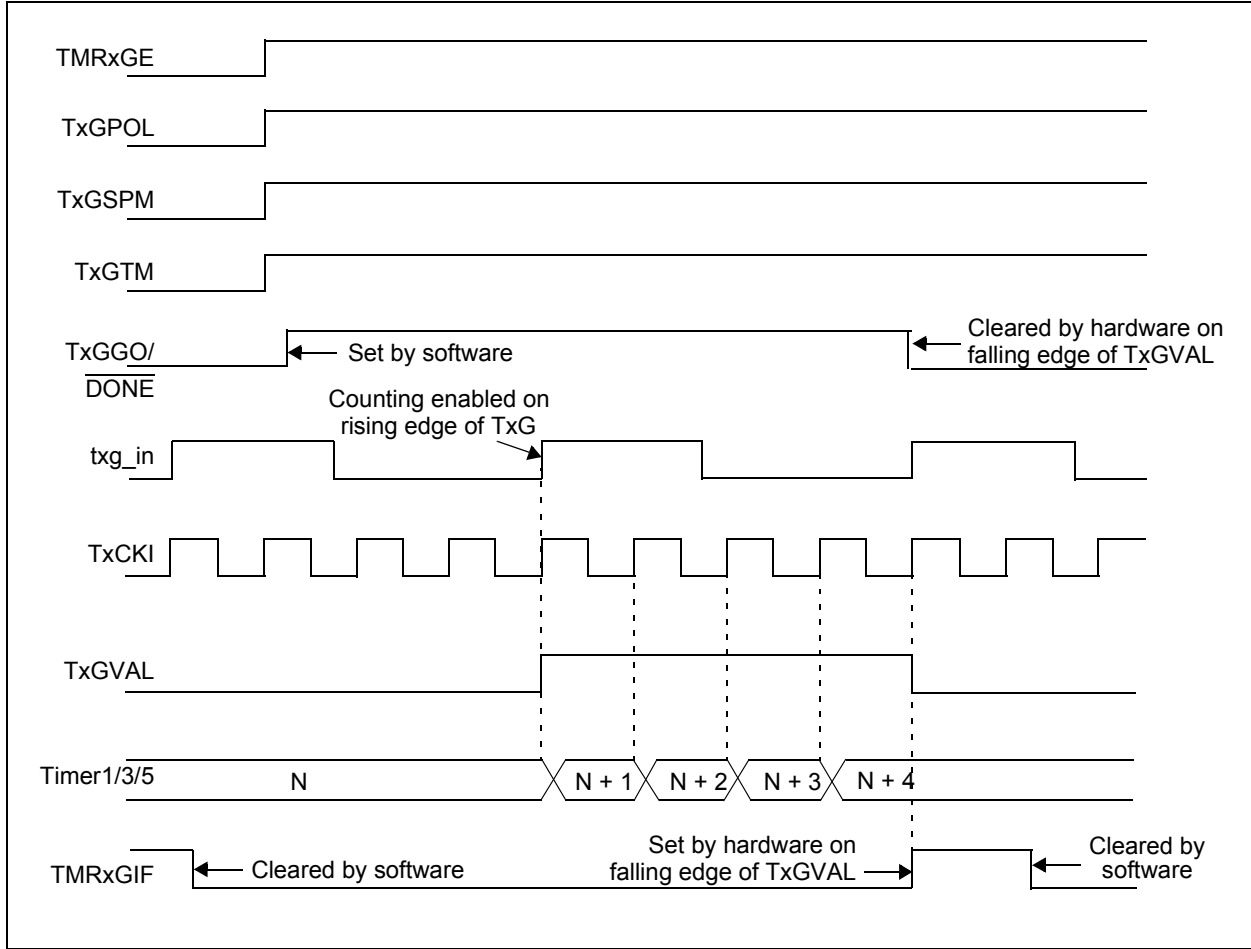 TMRxGE
TxGPOL
TxGSPM
TxGTM
TxGGO/
DONE
Set by software
Cleared by hardware on
falling edge of TxGVAL
Counting enabled on
rising edge of TxG
txg_in
TxCKI
TxGVAL
Timer1/3/5
N
N + 1
N + 2
N + 3
N + 4
TMRxGIF
Cleared by software
Set by hardware on
falling edge of TxGVAL
Cleared by
software